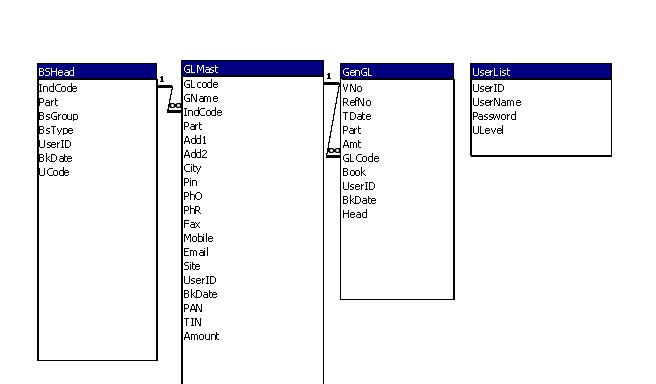 BSHead
IndCode
Part
BsGroup
BsType
UserID
BkDate
UCode
1
∞
GLMast
GLcode
GName
IndCode
Part
Add1
Add2
City
Pin
PhO
PhR
Fax
Mobile
Email
Site
UserID
BkDate
PAN
TIN
Amount
1
∞
GenGL
VNo
RefNo
TDate
Part
Amt
GLCode
Book
UserID
BkDate
Head
UserList
UserID
UserName
Password
ULevel